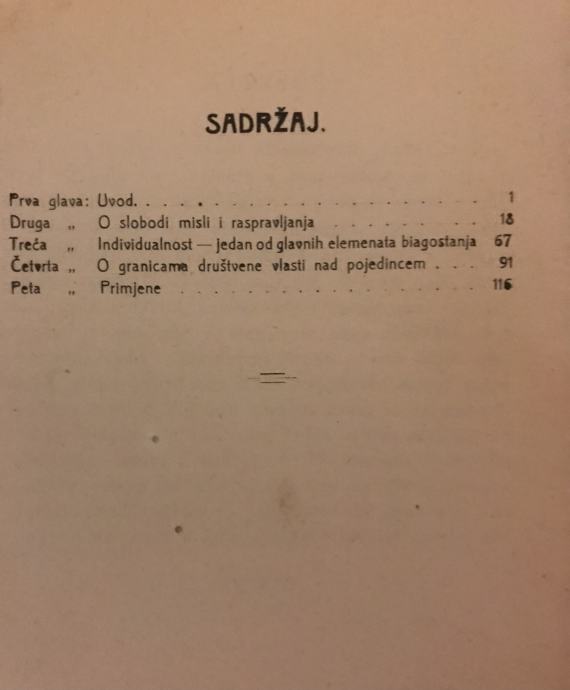 SADRŽAJ.
Prva glava: Uvod. . . . . . . . . . . . . . . . . . . 1
Druga „ O slobodi misli i raspravljanja . . . . . . . . 18
Treća „ Individualnost — jedan od glavnih elemenata biagostanja 67
Četvrta „ O granicama društvene vlasti nad pojedincem . . . 91
Peta „ Primjene . . . . . . . . . . . . . . . . . 116